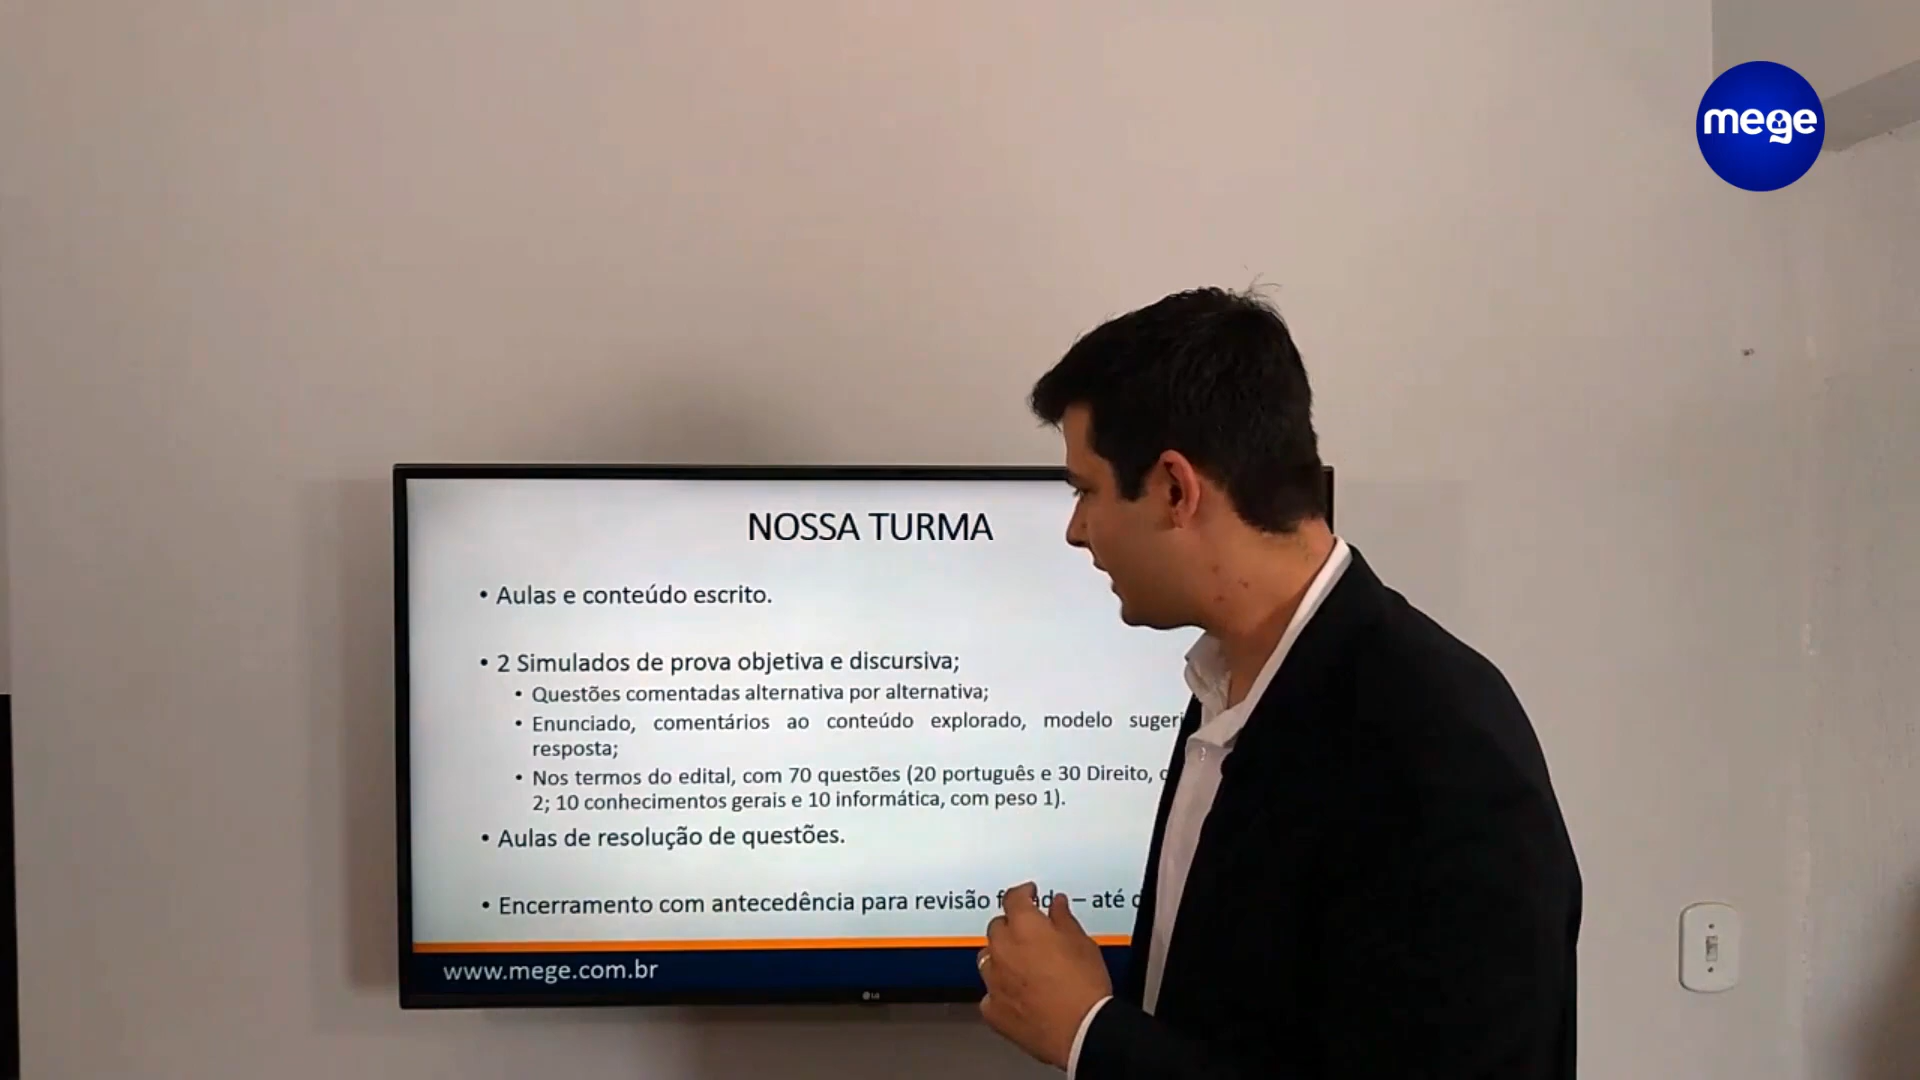 mege
NOSSA TURMA
• Aulas e conteúdo escrito.
• 2 Simulados de prova objetiva e discursiva;
• Questões comentadas alternativa por alternativa;
• Enunciado, comentários ao conteúdo explorado, modelo
resposta;
• Nos termos do edital, com 70 questões (20 português e 30 Direito,
2; 10 conhecimentos gerais e 10 informática, com peso 1).
• Aulas de resolução de questões.
• Encerramento com antecedência para revisão – até
www.mege.com.br
LG